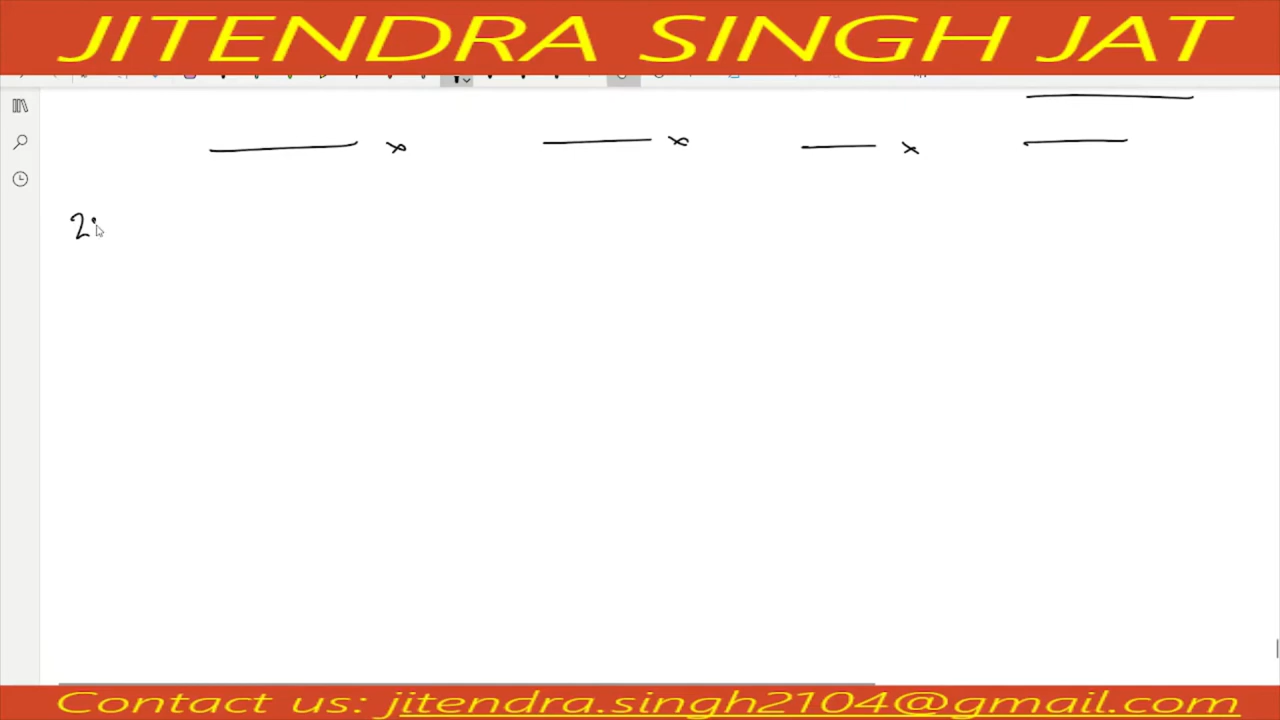 JITENDRA SINGH JAT
x x x
2.
Contact us: jitendra.singh2104@gmail.com